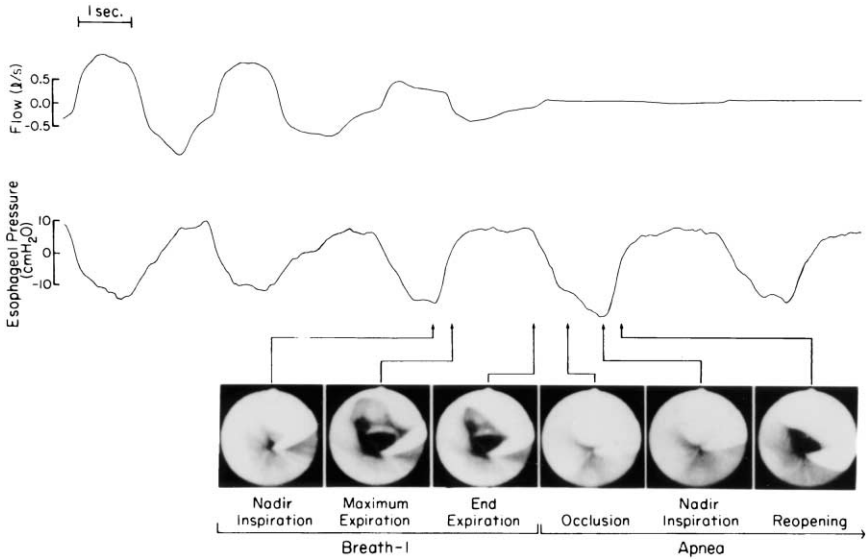 1 sec.
Flow (ℓ/s)
0.5
0.0
-0.5
Esophageal Pressure
(cmH₂O)
10
0
-10
Nadir
Inspiration
Maximum
Expiration
End
Expiration
Occlusion
Nadir
Inspiration
Reopening
Breath-1
Apnea